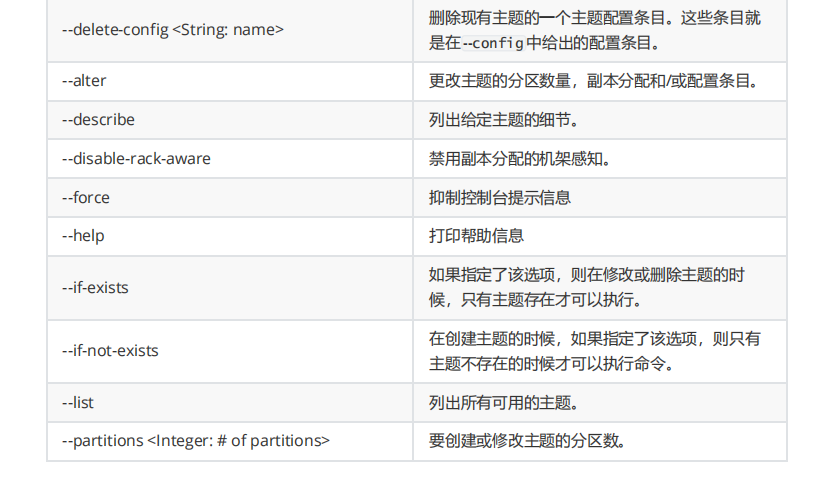 --delete-config <String: name>
删除现有主题的一个主题配置条目。这些条目就
是在--config中给出的配置条目。
--alter
更改主题的分区数量，副本分配和/或配置条目。
--describe
列出给定主题的细节。
--disable-rack-aware
禁用副本分配的机架感知。
--force
抑制控制台提示信息
--help
打印帮助信息
--if-exists
如果指定了该选项，则在修改或删除主题的时
候，只有主题存在才可以执行。
--if-not-exists
在创建主题的时候，如果指定了该选项，则只有
主题不存在的时候才可以执行命令。
--list
列出所有可用的主题。
--partitions <Integer: # of partitions>
要创建或修改主题的分区数。